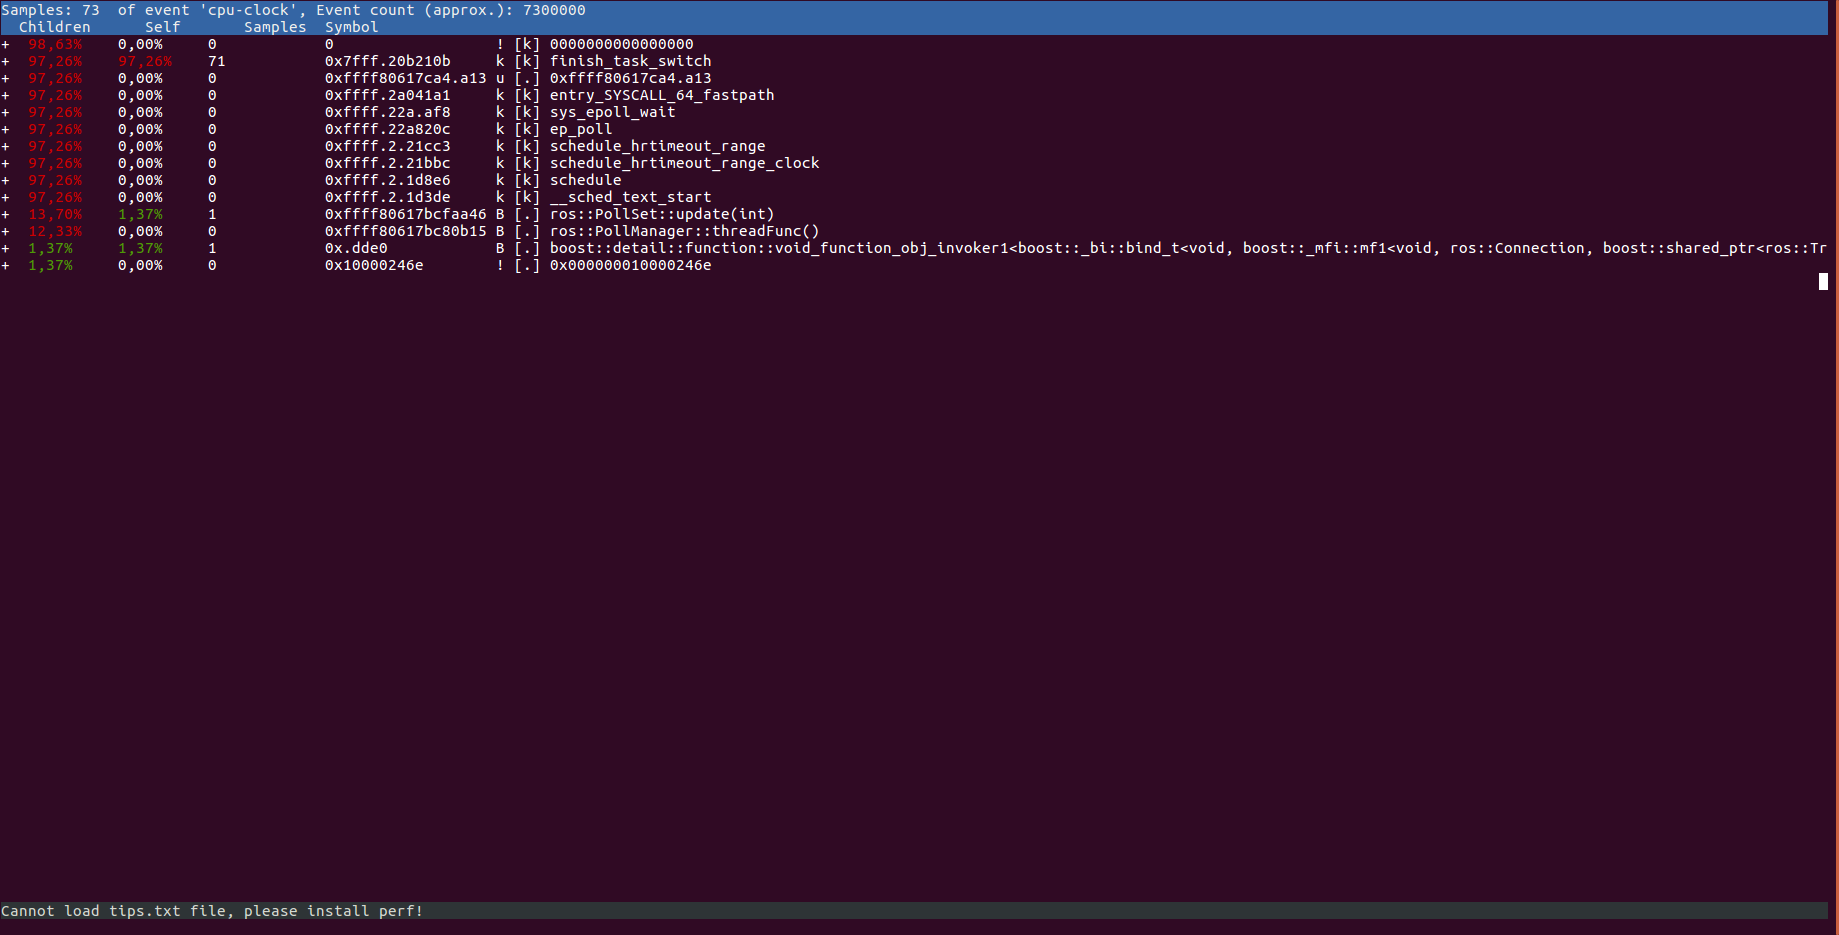 Samples: 73  of event 'cpu-clock', Event count (approx.): 7300000
  Children      Self       Samples  Symbol
+  98,63%    0,00%     0            0                  ! [k] 0000000000000000
+  97,26%    97,26%    71           0x7fff.20b210b     k [k] finish_task_switch
+  97,26%    0,00%     0            0xffff80617ca4.a13 u [.] 0xffff80617ca4.a13
+  97,26%    0,00%     0            0xffff.2a041a1     k [k] entry_SYSCALL_64_fastpath
+  97,26%    0,00%     0            0xffff.22a.af8     k [k] sys_epoll_wait
+  97,26%    0,00%     0            0xffff.22a820c     k [k] ep_poll
+  97,26%    0,00%     0            0xffff.2.21cc3     k [k] schedule_hrtimeout_range
+  97,26%    0,00%     0            0xffff.2.21bbc     k [k] schedule_hrtimeout_range_clock
+  97,26%    0,00%     0            0xffff.2.1d8e6     k [k] schedule
+  97,26%    0,00%     0            0xffff.2.1d3de     k [k] __sched_text_start
+  13,70%    1,37%     1            0xffff80617bcfaa46 B [.] ros::PollSet::update(int)
+  12,33%    0,00%     0            0xffff80617bc80b15 B [.] ros::PollManager::threadFunc()
+  1,37%     1,37%     1            0x.dde0            B [.] boost::detail::function::void_function_obj_invoker1<boost::_bi::bind_t<void, boost::_mfi::mf1<void, ros::Connection, boost::shared_ptr<ros::Tr
+  1,37%     0,00%     0            0x10000246e        ! [.] 0x000000010000246e
Cannot load tips.txt file, please install perf!